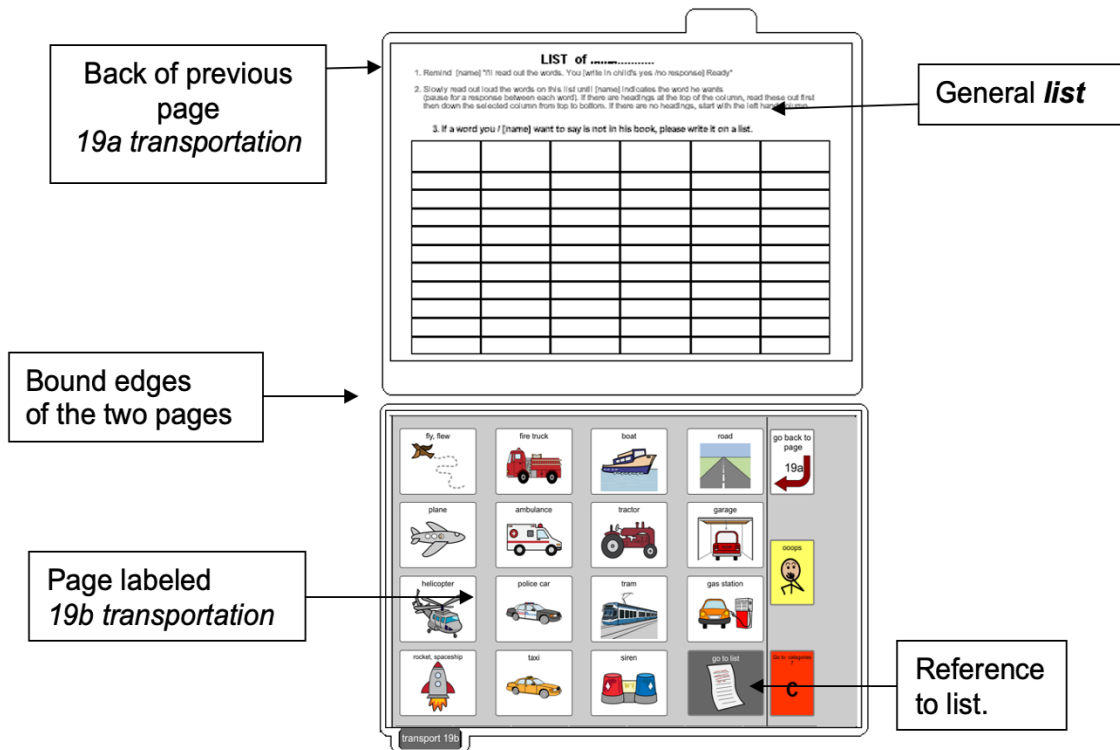 Back of previous
page
19a transportation
LIST of ................
1. Remind [name] "I'll read out the words. You [write in child's yes /no response] Ready"
2. Slowly read out loud the words on this list until [name] indicates the word he wants
(pause for a response between each word). If there are headings at the top of the column, read these out first
then down the selected column from top to bottom. If there are no headings, start with the left hand column.
3. If a word you / [name] want to say is not in his book, please write it on a list.
General list
Bound edges
of the two pages
fly, flew
fire truck
boat
road
go back to
page
19a
plane
ambulance
tractor
garage
ooops
Page labeled
19b transportation
helicopter
police car
tram
gas station
rocket, spaceship
taxi
siren
go to list
Go to categories
C
Reference
to list.
transport 19b